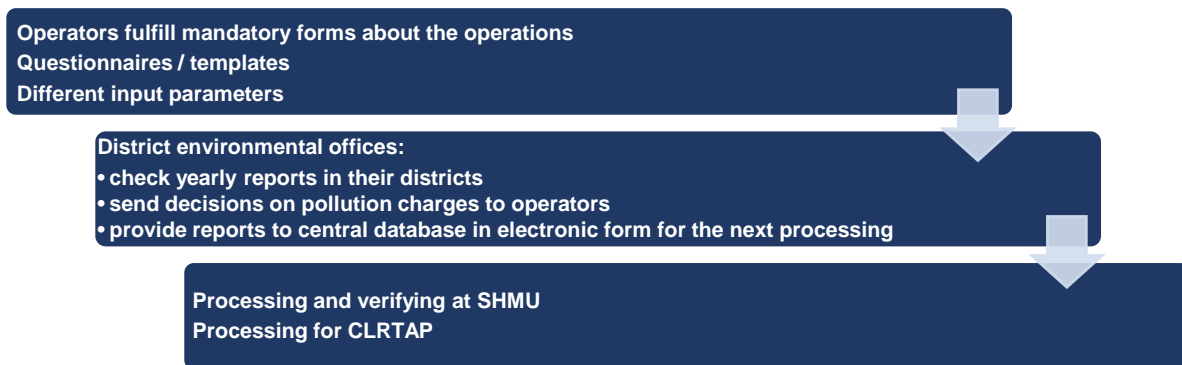 Operators fulfill mandatory forms about the operations
Questionnaires / templates
Different input parameters
District environmental offices:
• check yearly reports in their districts
• send decisions on pollution charges to operators
• provide reports to central database in electronic form for the next processing
Processing and verifying at SHMU
Processing for CLRTAP